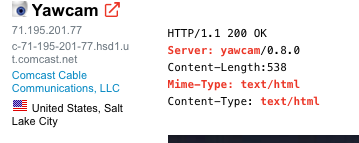 Yawcam
71.195.201.77
c-71-195-201-77.hsd1.u
t.comcast.net
Comcast Cable
Communications, LLC
United States, Salt
Lake City
HTTP/1.1 200 OK
Server: yawcam/0.8.0
Content-Length:538
Mime-Type: text/html
Content-Type: text/html